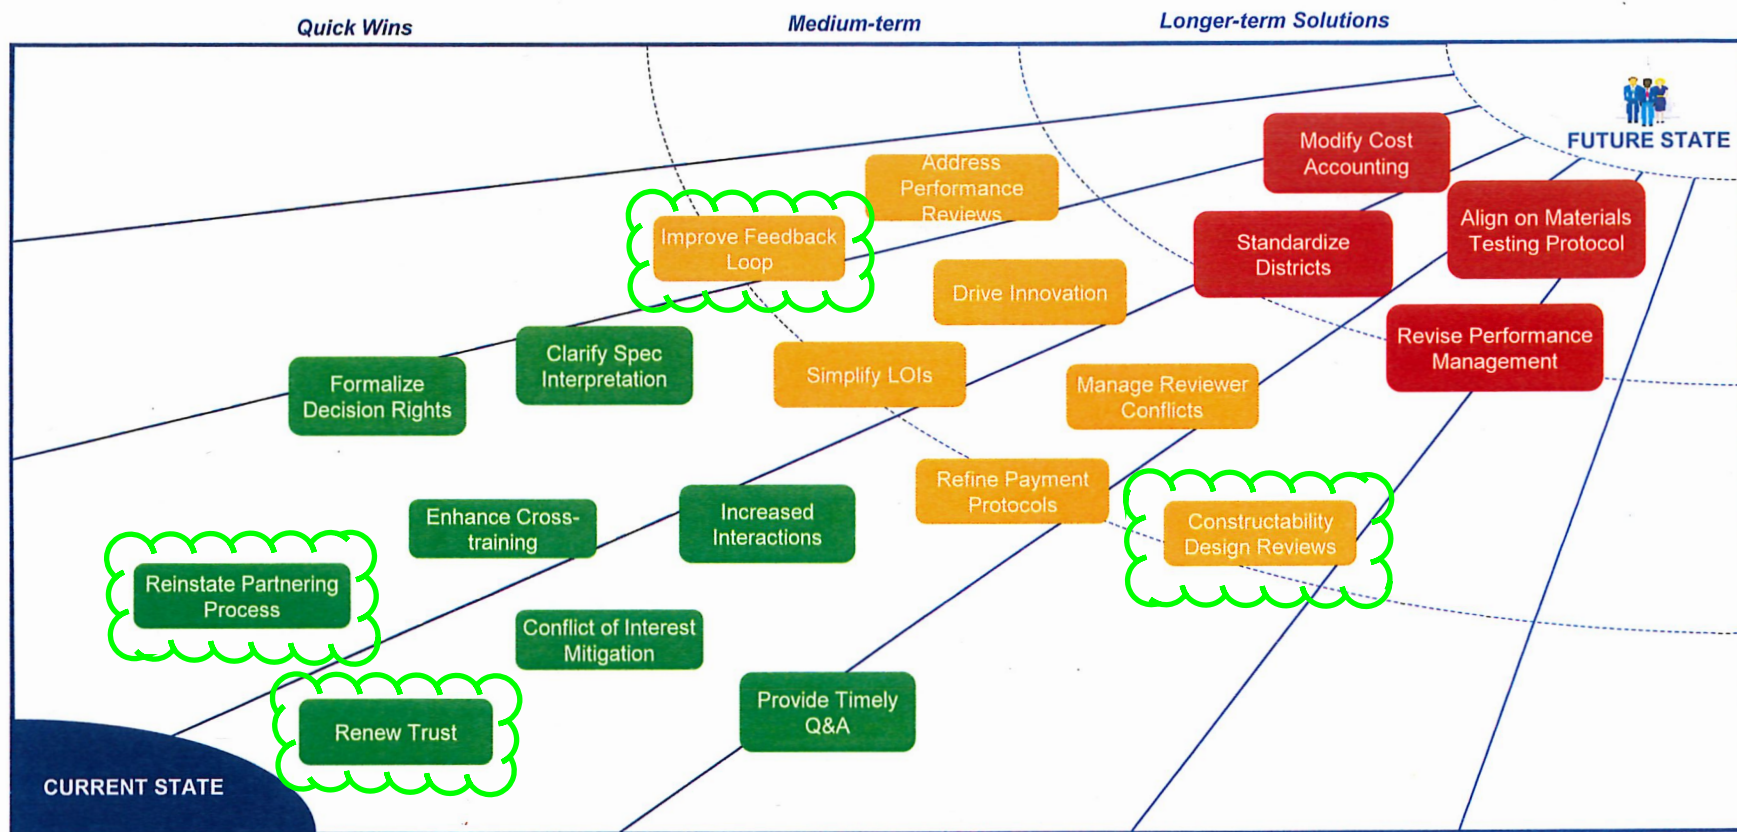 Quick Wins
Medium-term
Longer-term Solutions
FUTURE STATE
Modify Cost
Accounting
Address
Performance
Reviews
Align on Materials
Testing Protocol
Improve Feedback
Loop
Standardize
Districts
Drive Innovation
Revise Performance
Management
Clarify Spec
Interpretation
Simplify LOIs
Formalize
Decision Rights
Manage Reviewer
Conflicts
Refine Payment
Protocols
Increased
Interactions
Enhance Cross-
training
Constructability
Design Reviews
Reinstate Partnering
Process
Conflict of Interest
Mitigation
Provide Timely
Q&A
Renew Trust
CURRENT STATE